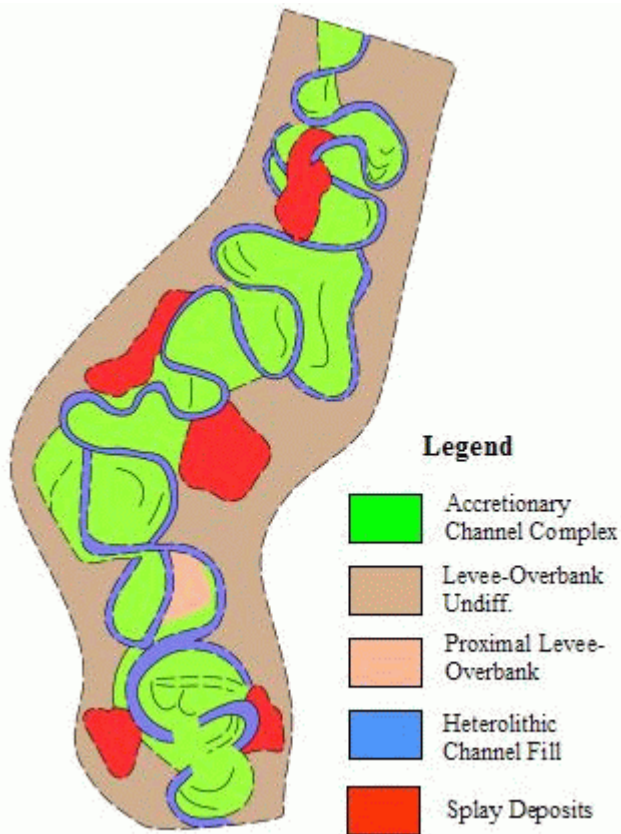 Legend
Accretionary
Channel Complex
Levee-Overbank
Undiff.
Proximal Levee-
Overbank
Heterolithic
Channel Fill
Splay Deposits